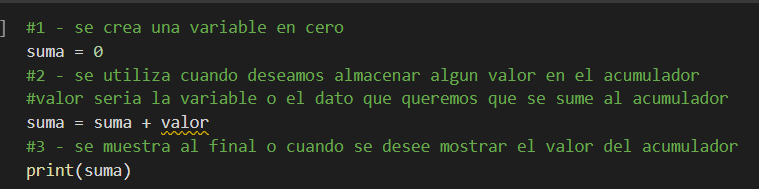 ]
#1 - se crea una variable en cero
suma = 0
#2 - se utiliza cuando deseamos almacenar algun valor en el acumulador
#valor seria la variable o el dato que queremos que se sume al acumulador
suma = suma + valor
#3 - se muestra al final o cuando se desee mostrar el valor del acumulador
print(suma)